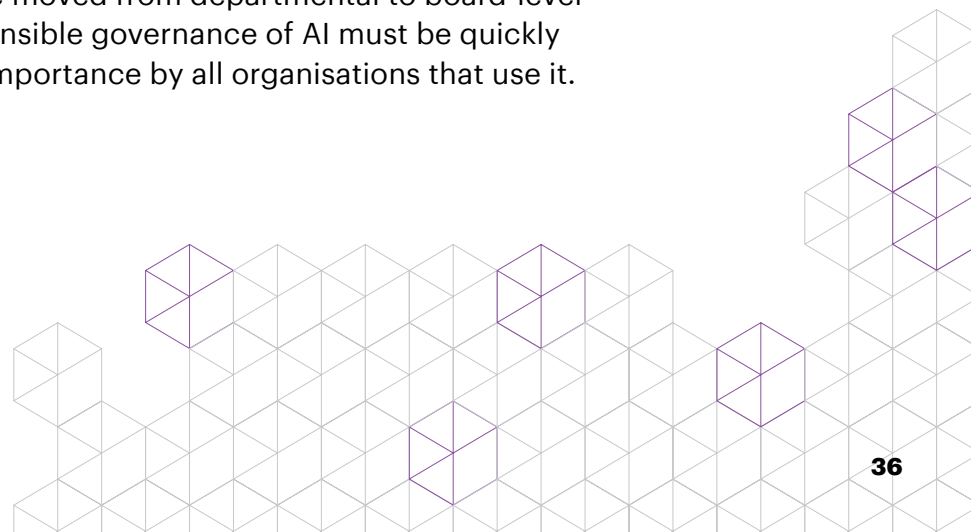 moved from departmental to board-level
nsible governance of AI must be quickly
mportance by all organisations that use it.
36